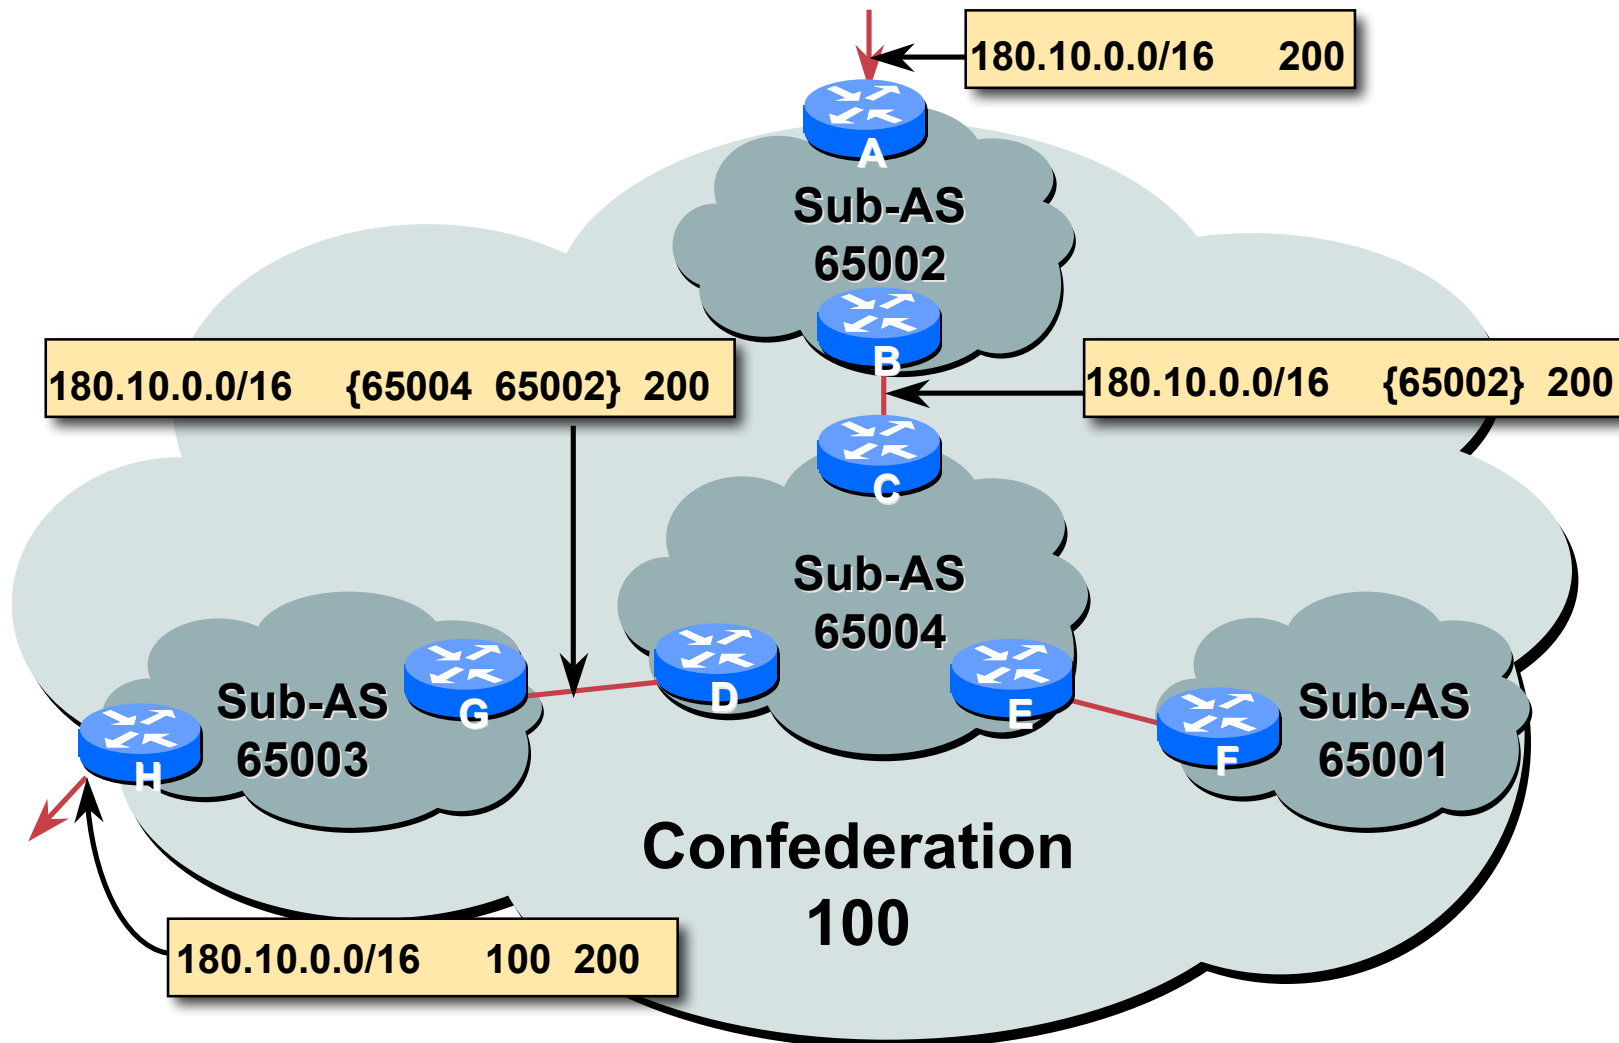 180.10.0.0/16 200
A
Sub-AS
65002
B
180.10.0.0/16 {65004 65002} 200
180.10.0.0/16 {65002} 200
C
Sub-AS
65004
D
E
G
Sub-AS
65003
H
F
Sub-AS
65001
Confederation
100
180.10.0.0/16 100 200